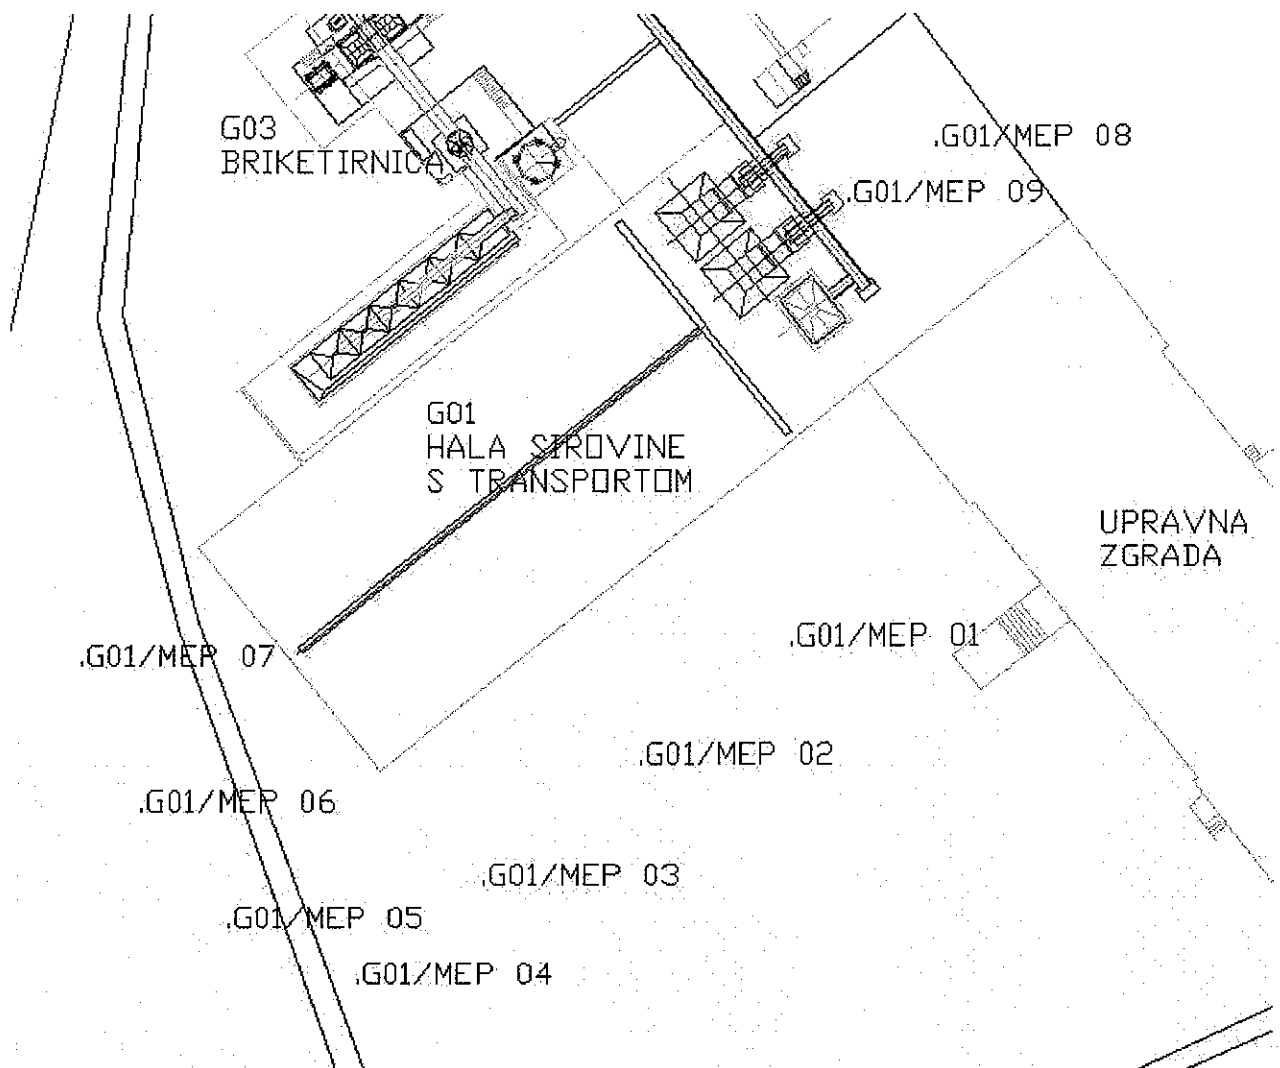 G03
BRIKETIRNICA
.G01/MEP 08
.G01/MEP 09
G01
HALA SIROVINE
S TRANSPORTOM
UPRAVNA
ZGRADA
.G01/MEP 01
.G01/MEP 07
.G01/MEP 02
.G01/MEP 06
.G01/MEP 03
.G01/MEP 05
.G01/MEP 04